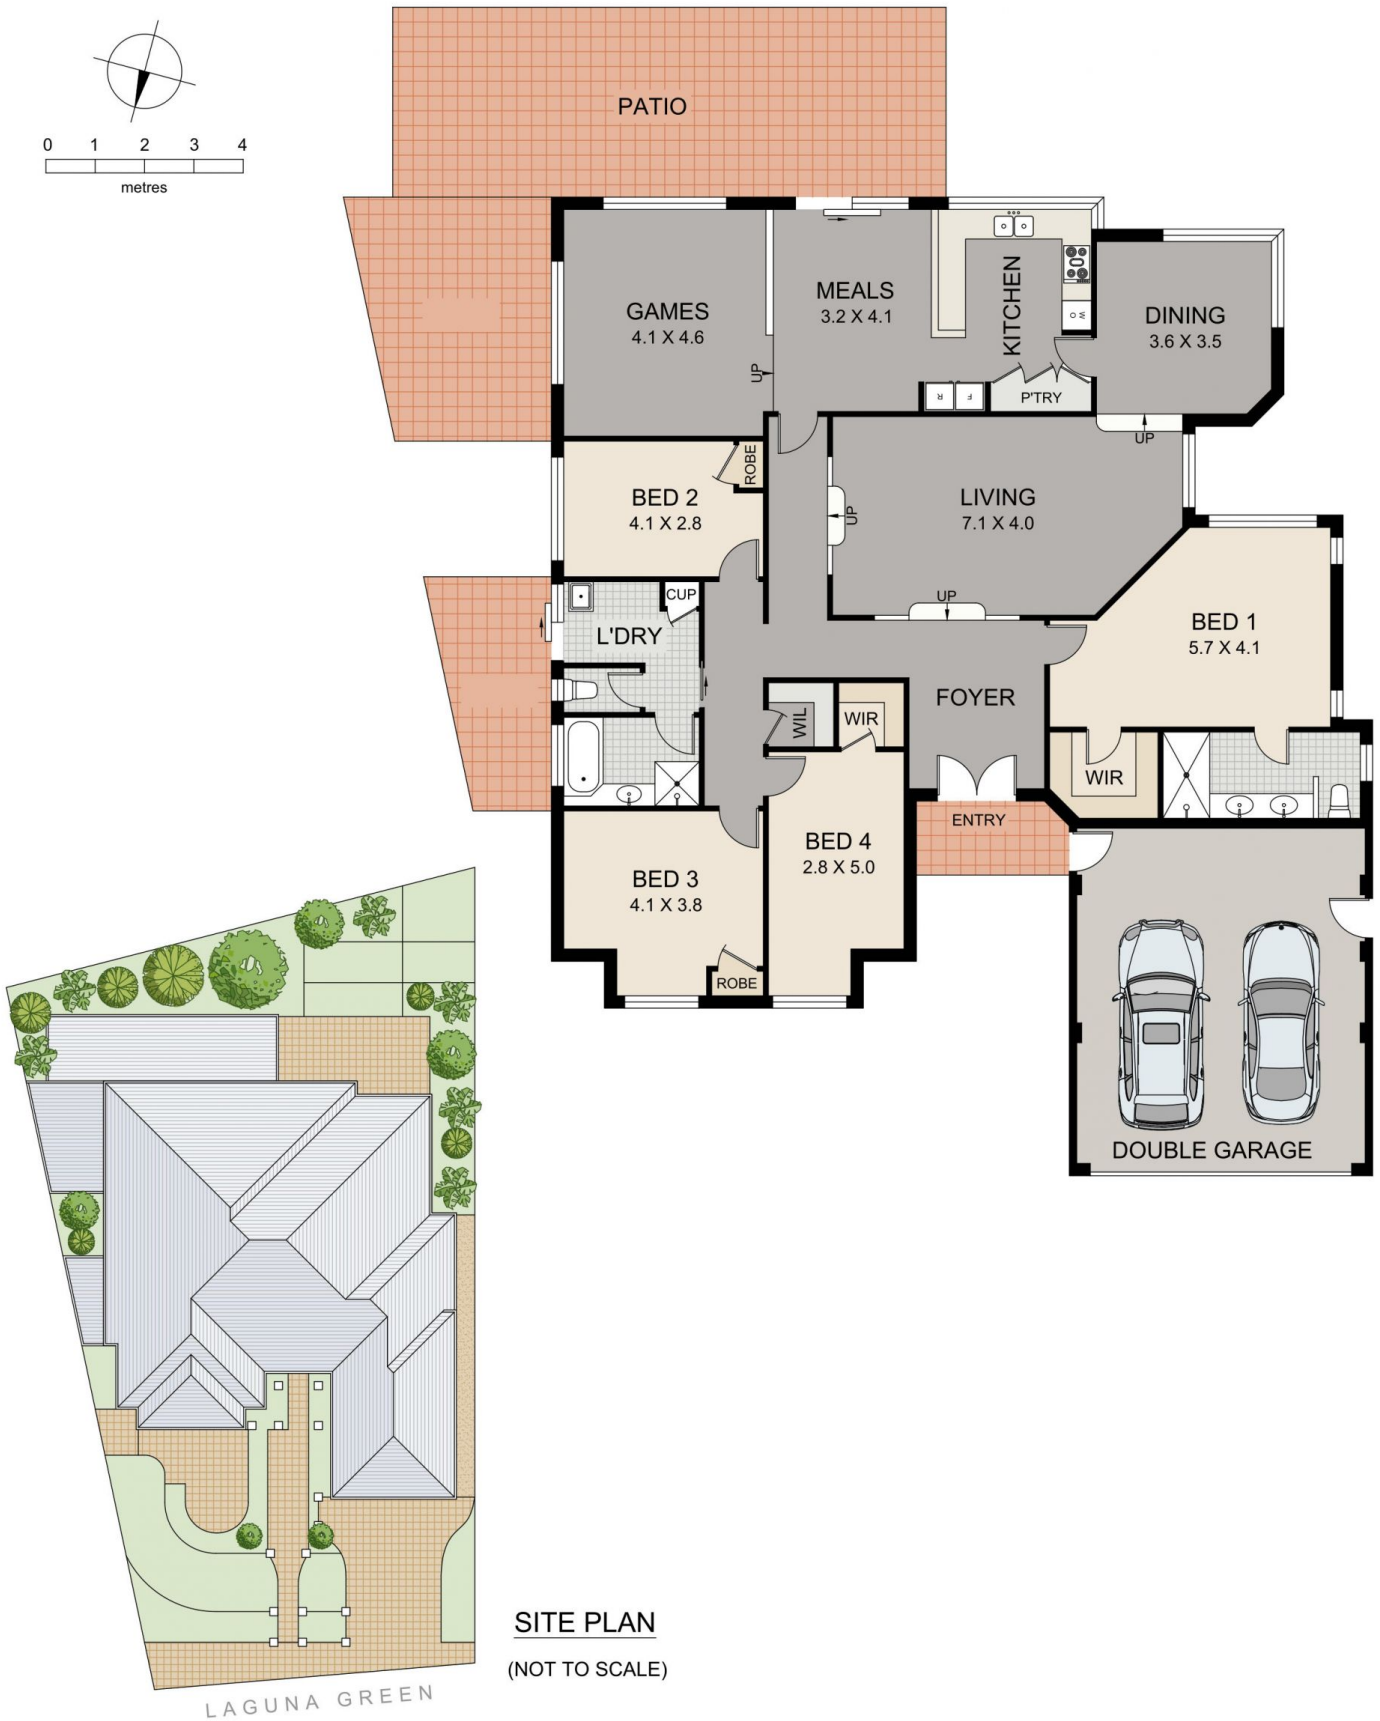 0 1 2 3 4
metres
PATIO
GAMES
4.1 X 4.6
UP
MEALS
3.2 X 4.1
KITCHEN
W O
R
F
P'TRY
DINING
3.6 X 3.5
UP
BED 2
4.1 X 2.8
ROBE
LIVING
7.1 X 4.0
UP
UP
CUP
L'DRY
BED 1
5.7 X 4.1
WIL
WIR
FOYER
WIR
ENTRY
BED 3
4.1 X 3.8
ROBE
BED 4
2.8 X 5.0
DOUBLE GARAGE
SITE PLAN
(NOT TO SCALE)
LAGUNA GREEN